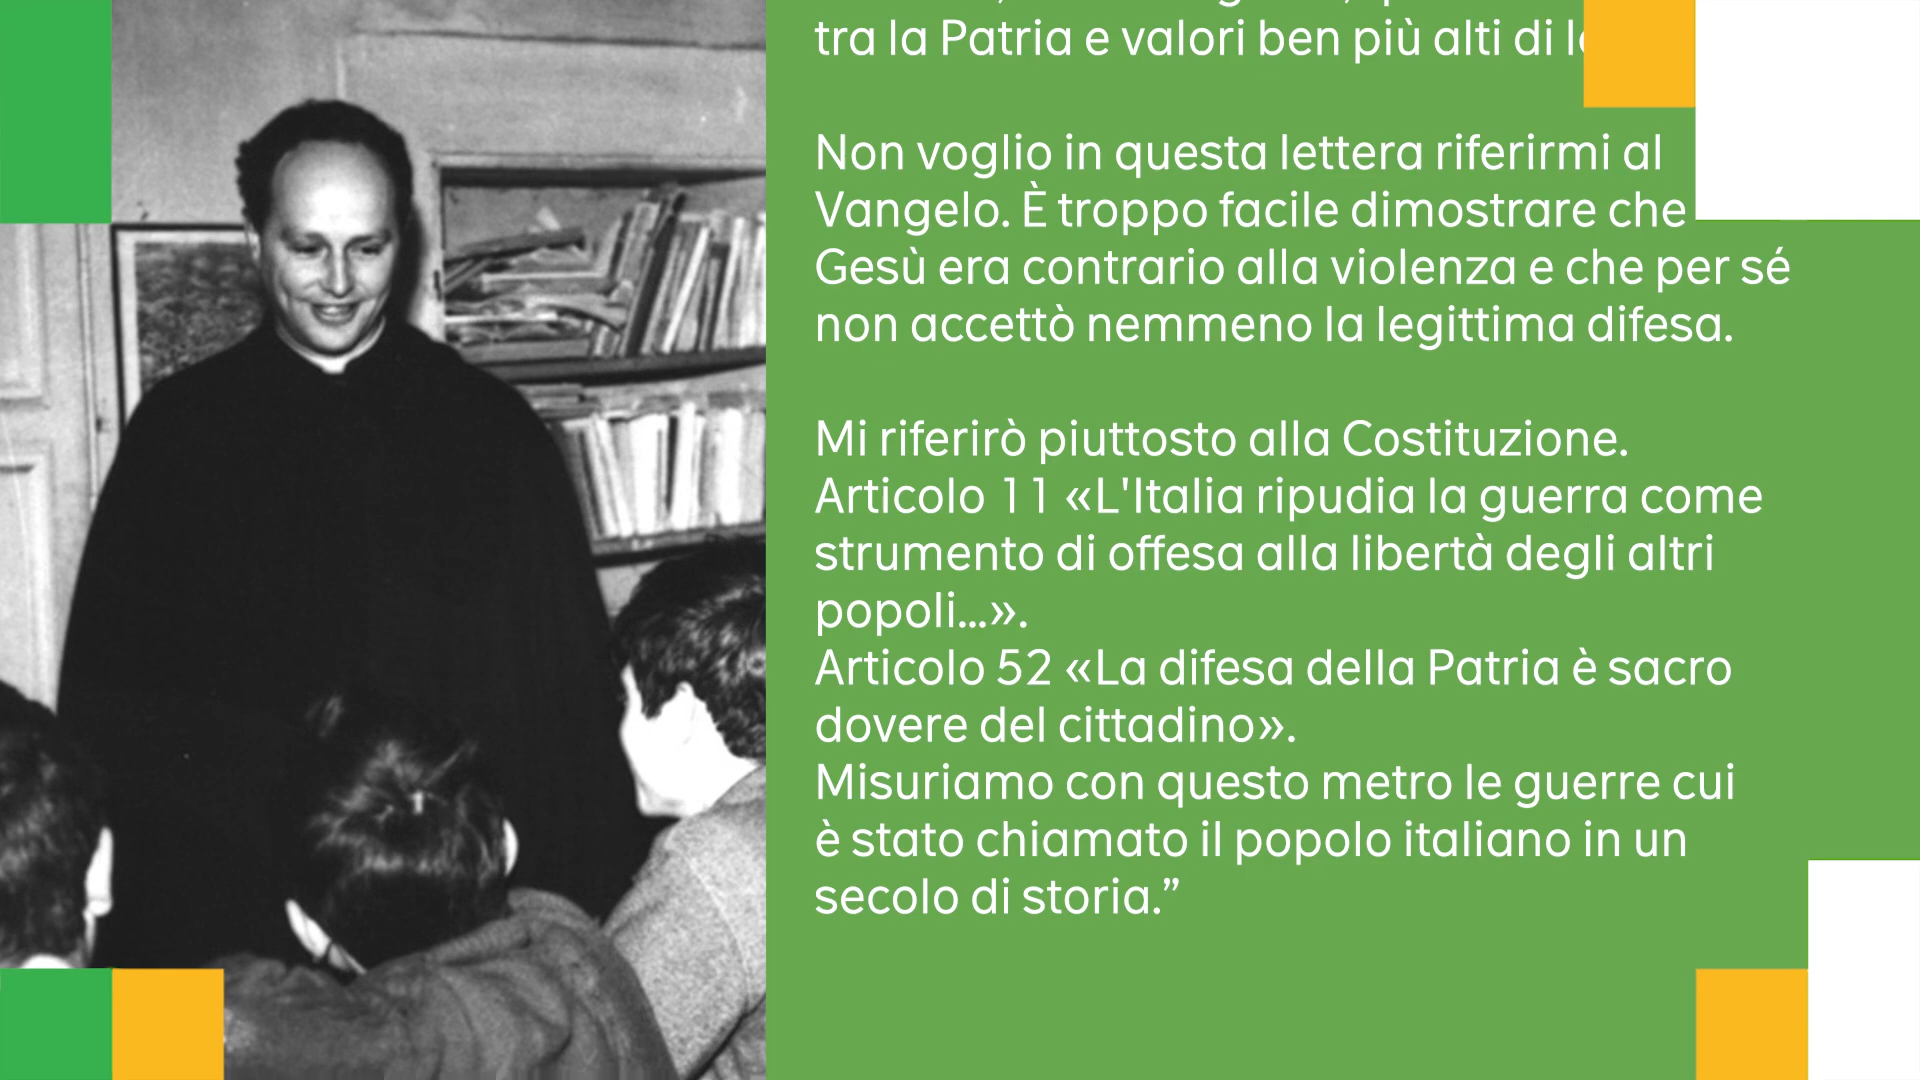 tra la Patria e valori ben più alti di
Non voglio in questa lettera riferirmi al
Vangelo. È troppo facile dimostrare che
Gesù era contrario alla violenza e che per sé
non accettò nemmeno la legittima difesa.
Mi riferirò piuttosto alla Costituzione.
Articolo 11 «L'Italia ripudia la guerra come
strumento di offesa alla libertà degli altri
popoli...».
Articolo 52 «La difesa della Patria è sacro
dovere del cittadino».
Misuriamo con questo metro le guerre cui
è stato chiamato il popolo italiano in un
secolo di storia.”